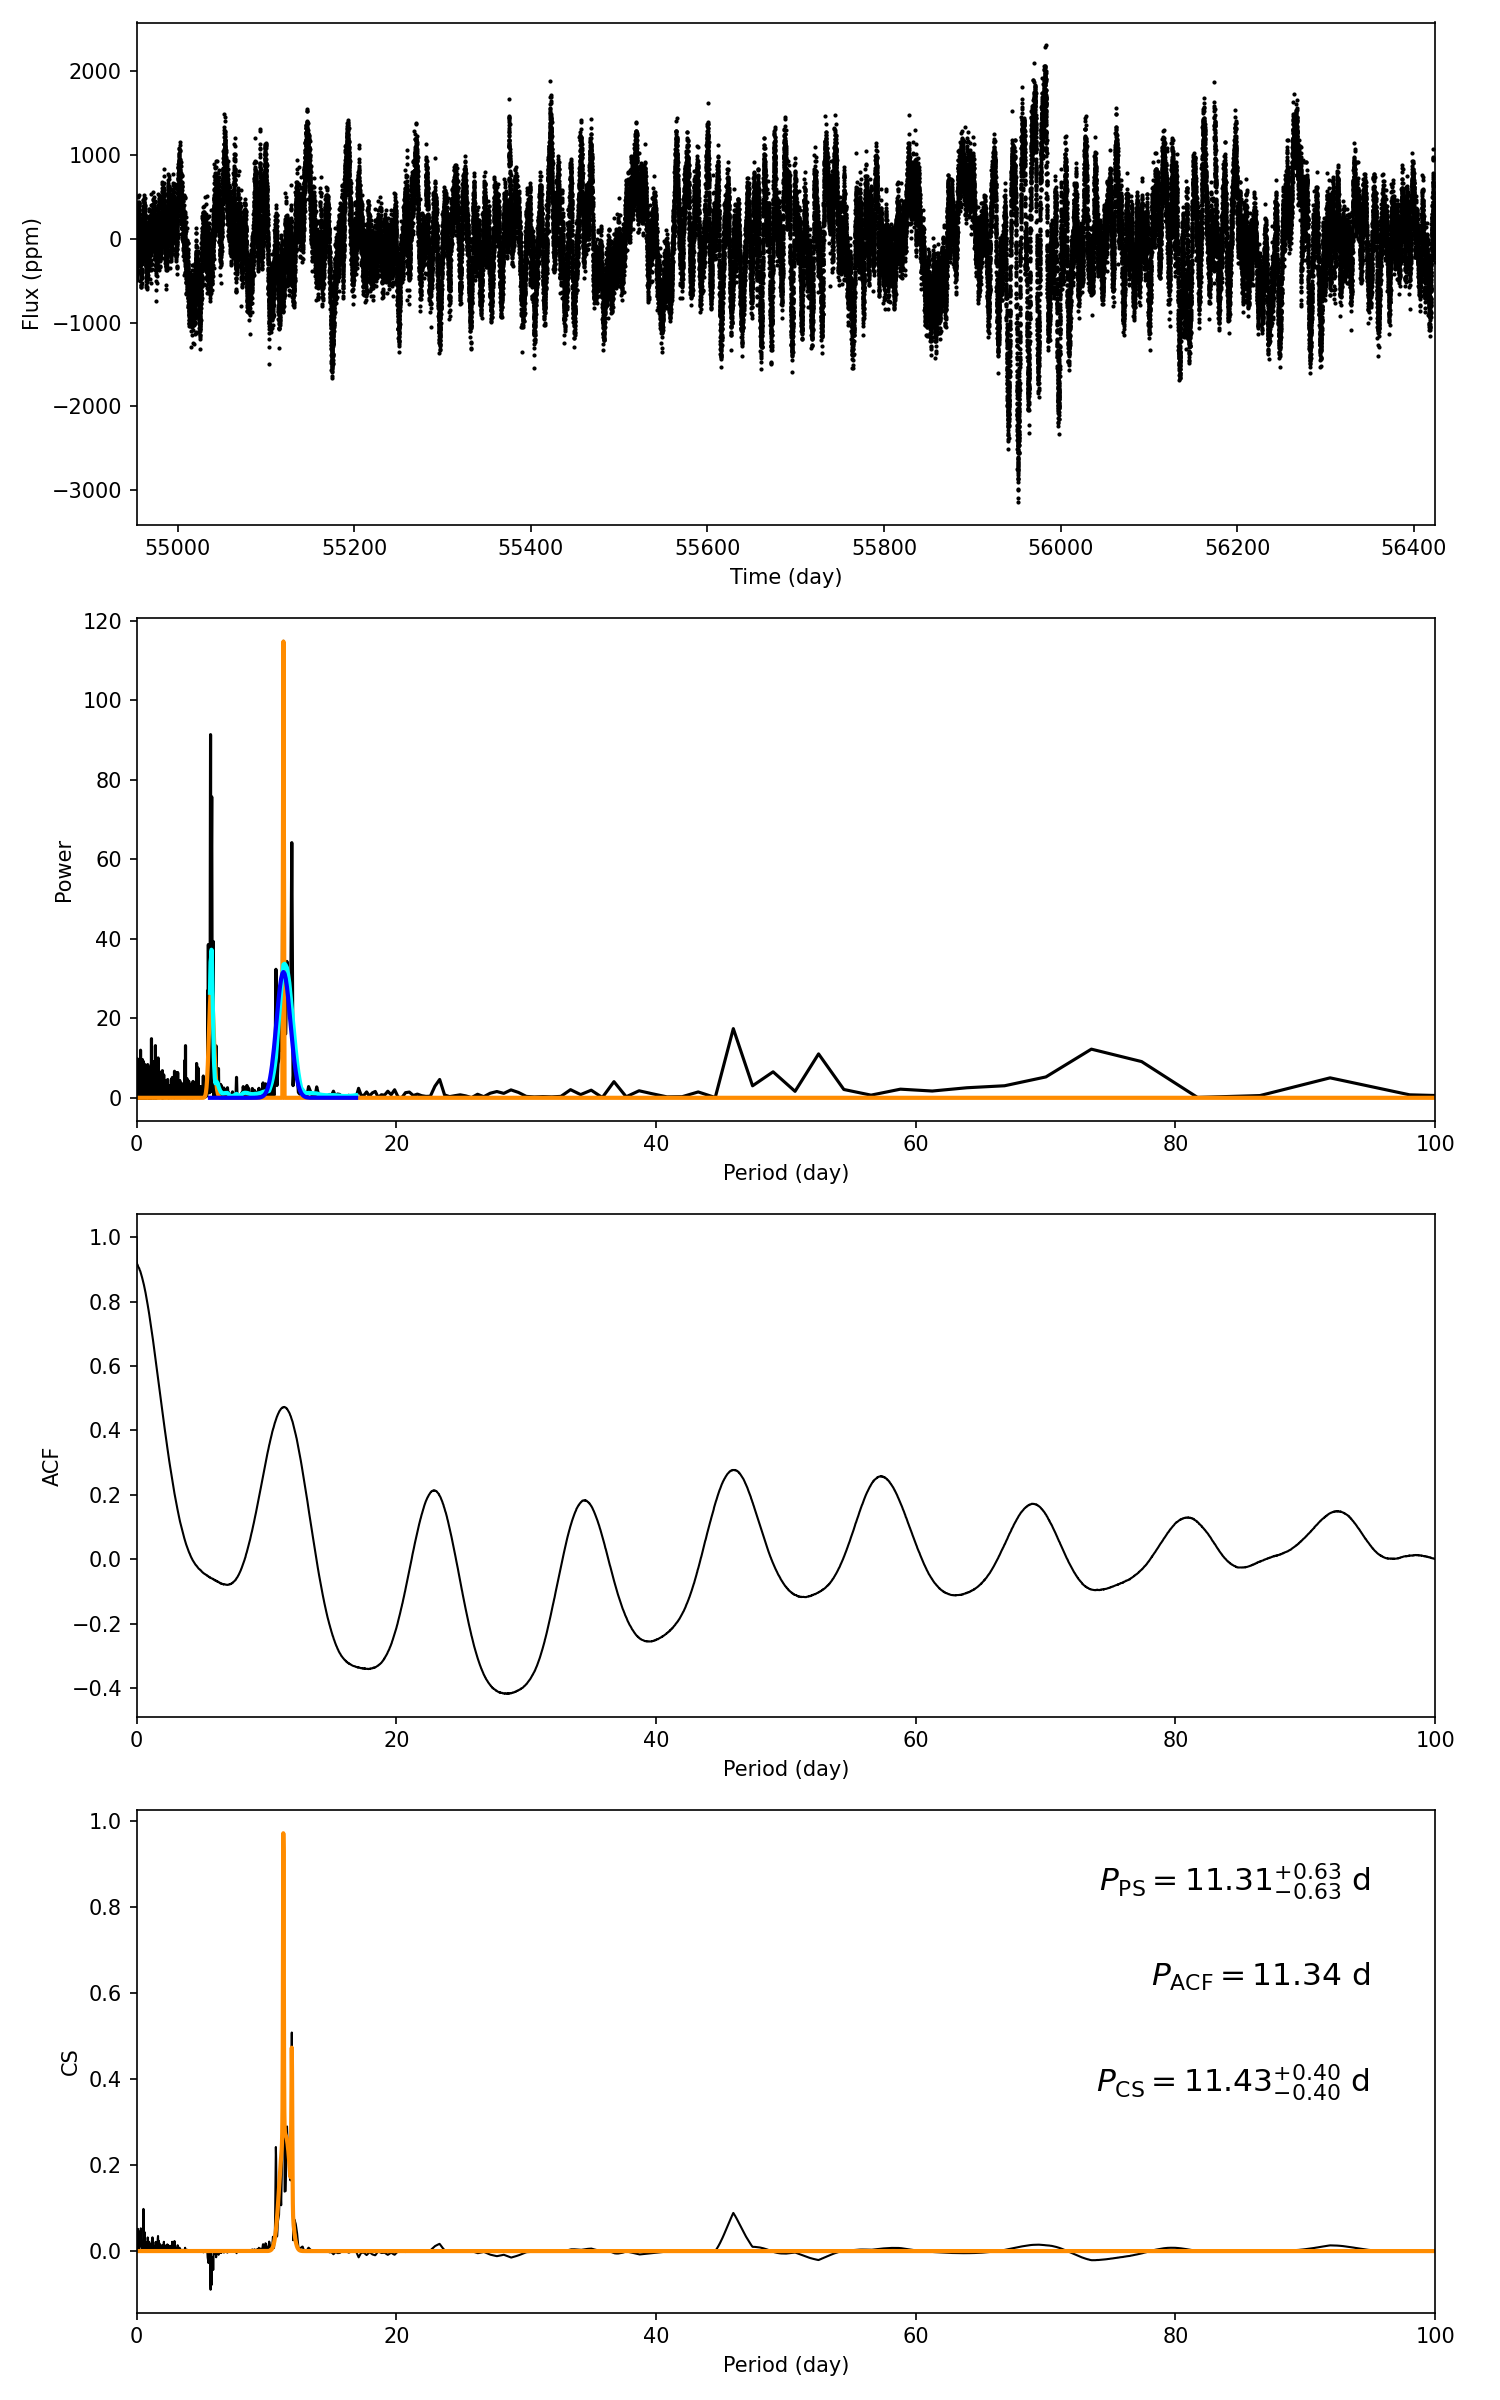 2000
1000
0
−1000
−2000
−3000
Flux (ppm)
55000 55200 55400 55600 55800 56000 56200 56400
Time (day)
120
100
80
60
40
20
0
Power
0 20 40 60 80 100
Period (day)
1.0
0.8
0.6
0.4
0.2
0.0
−0.2
−0.4
ACF
0 20 40 60 80 100
Period (day)
1.0
0.8
0.6
0.4
0.2
0.0
CS
P_PS = 11.31^{+0.63}_{−0.63} d
P_ACF = 11.34 d
P_CS = 11.43^{+0.40}_{−0.40} d
0 20 40 60 80 100
Period (day)